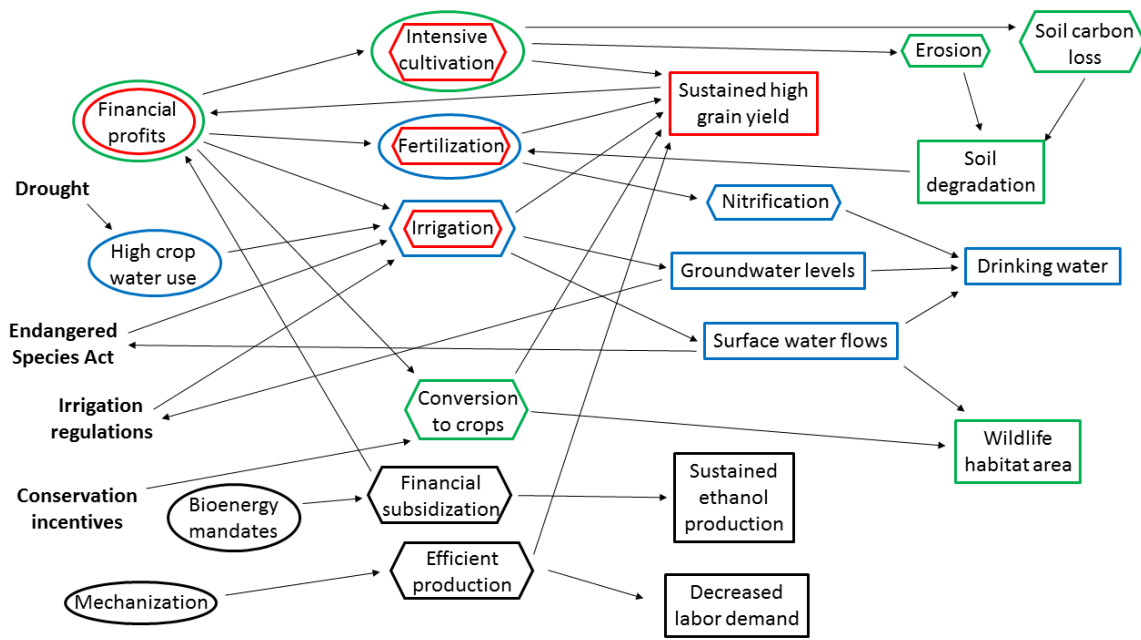 Intensive
cultivation
Erosion
Soil carbon
loss
Financial
profits
Sustained high
grain yield
Fertilization
Soil
degradation
Drought
Nitrification
Irrigation
High crop
water use
Groundwater levels
Drinking water
Endangered
Species Act
Surface water flows
Irrigation
regulations
Conversion
to crops
Wildlife
habitat area
Conservation
incentives
Bioenergy
mandates
Financial
subsidization
Sustained
ethanol
production
Mechanization
Efficient
production
Decreased
labor demand